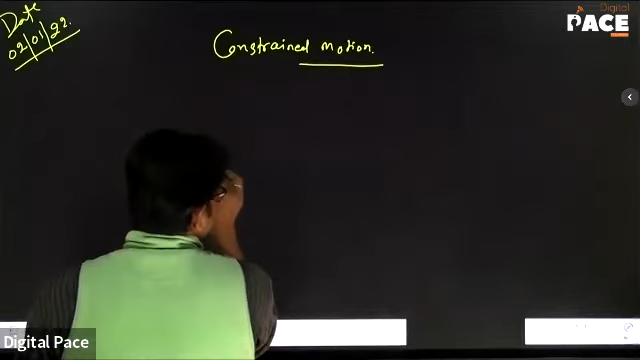 Date
02/01/22.
Constrained motion.
Digital
PACE
Digital Pace